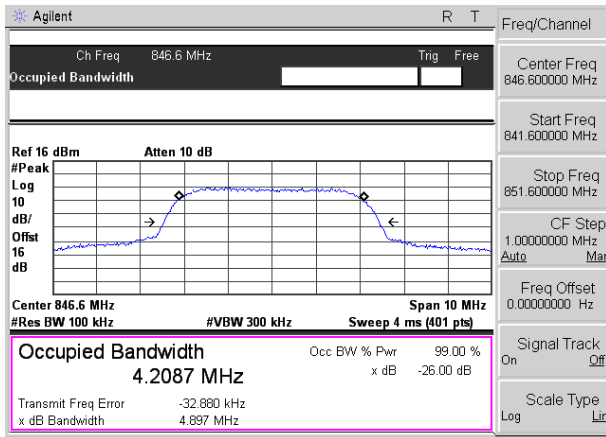 Agilent R T
Ch Freq 846.6 MHz Trig Free
Occupied Bandwidth
Ref 16 dBm Atten 10 dB
#Peak
Log
10
dB/
Offst
16
dB
Center 846.6 MHz Span 10 MHz
#Res BW 100 kHz #VBW 300 kHz Sweep 4 ms (401 pts)
Occupied Bandwidth Occ BW % Pwr 99.00 %
4.2087 MHz x dB -26.00 dB
Transmit Freq Error -32.880 kHz
x dB Bandwidth 4.897 MHz
Freq/Channel
Center Freq
846.600000 MHz
Start Freq
841.600000 MHz
Stop Freq
851.600000 MHz
CF Step
1.00000000 MHz
Auto Mar
Freq Offset
0.00000000 Hz
Signal Track
On Off
Scale Type
Log Lin